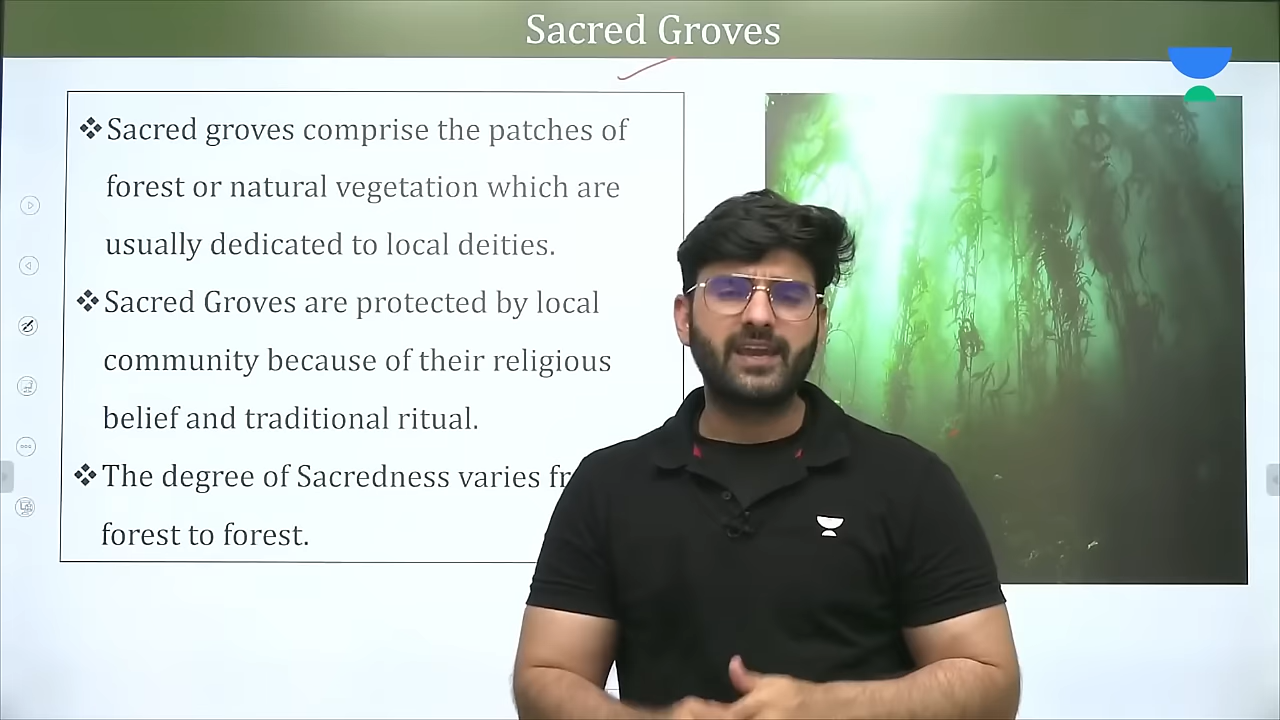 Sacred Groves
❖Sacred groves comprise the patches of
forest or natural vegetation which are
usually dedicated to local deities.
❖Sacred Groves are protected by local
community because of their religious
belief and traditional ritual.
❖The degree of Sacredness varies
forest to forest.